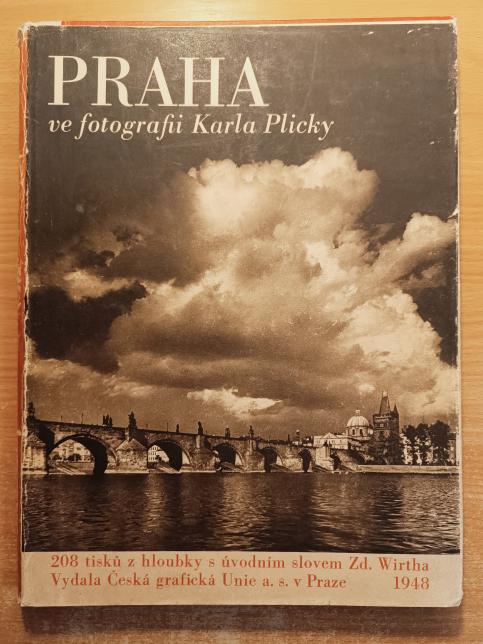 PRAHA
ve fotografii Karla Plicky
208 tisků z hloubky s úvodním slovem Zd. Wirtha
Vydala Česká grafická Unie a. s. v Praze 1948